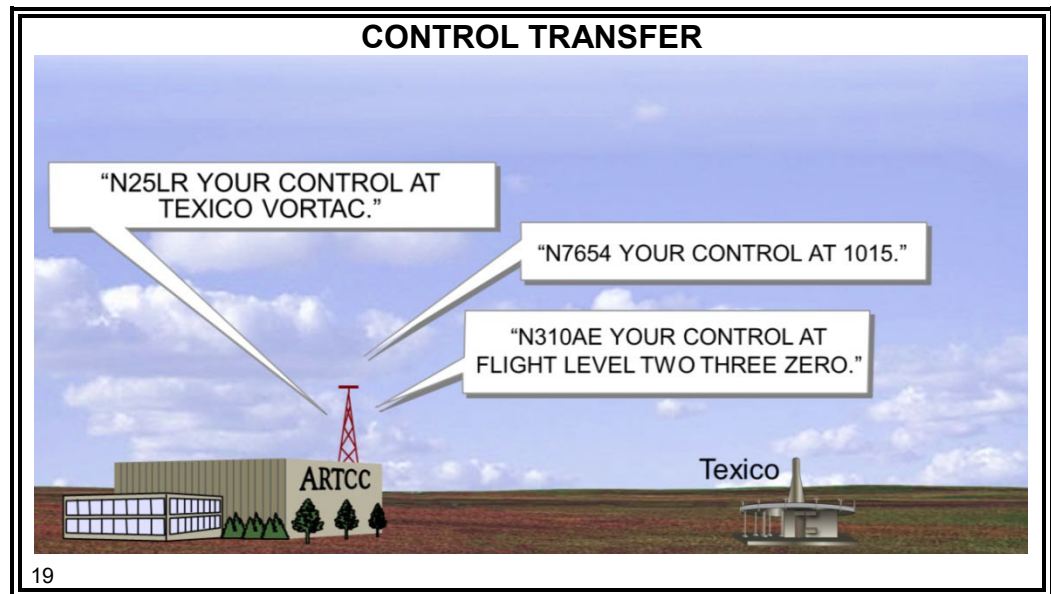 CONTROL TRANSFER
“N25LR YOUR CONTROL AT
TEXICO VORTAC.”
“N7654 YOUR CONTROL AT 1015.”
“N310AE YOUR CONTROL AT
FLIGHT LEVEL TWO THREE ZERO.”
ARTCC
Texico
19